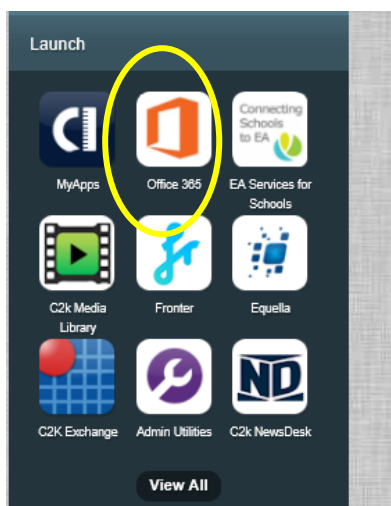 Launch
Connecting
Schools
to EA
MyApps
Office 365
EA Services for
Schools
C2k Media
Library
Fronter
Equella
ND
C2K Exchange
Admin Utilities
C2k NewsDesk
View All